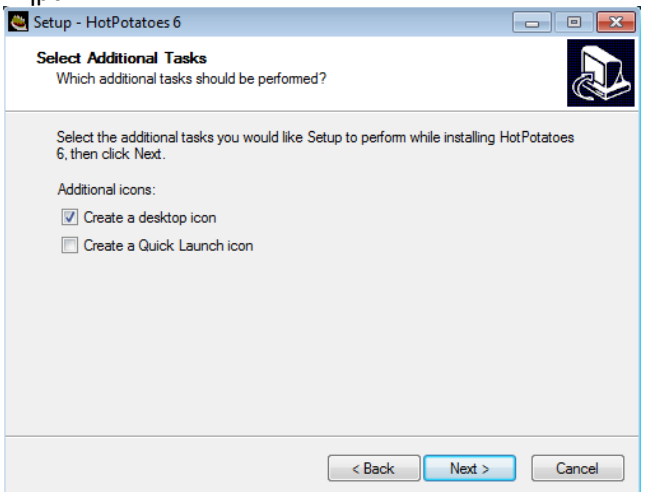 Setup - HotPotatoes 6
Select Additional Tasks
Which additional tasks should be performed?
Select the additional tasks you would like Setup to perform while installing HotPotatoes
6, then click Next.
Additional icons:
Create a desktop icon
Create a Quick Launch icon
< Back
Next >
Cancel